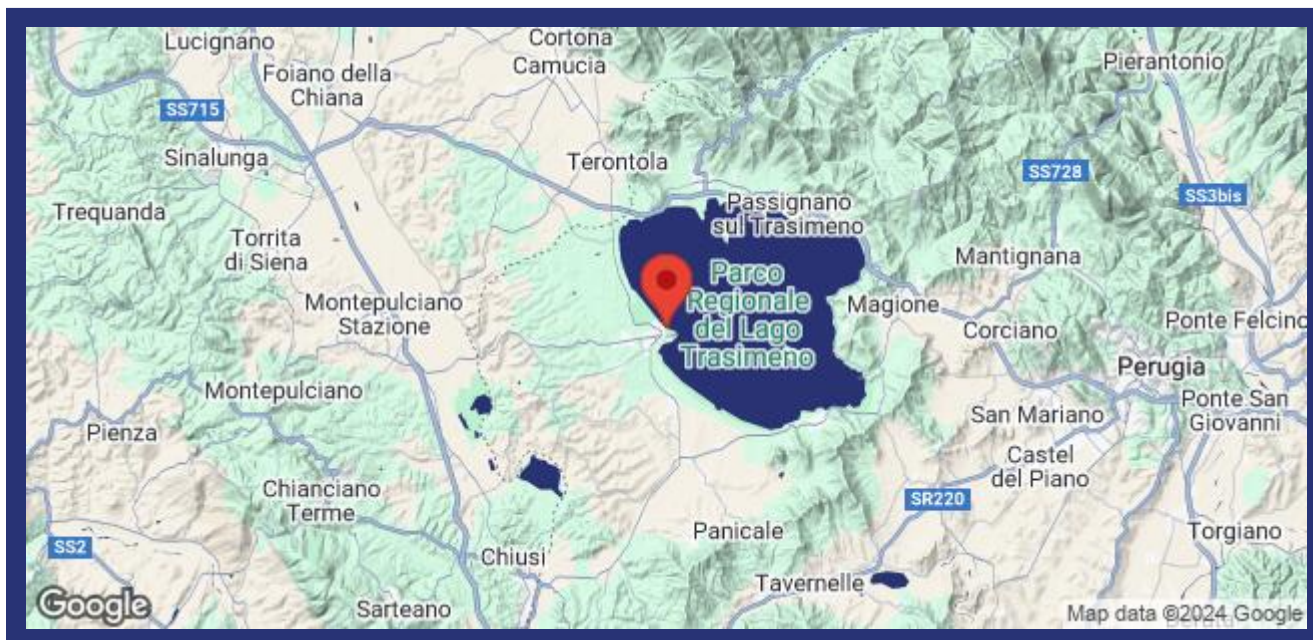 Lucignano
Cortona
Camucia
Pierantonio
Foiano della
Chiana
SS715
Sinalunga
Terontola
SS728
SS3bis
Trequanda
Passignano
sul Trasimeno
Torrita
di Siena
Mantignana
Parco
Regionale
del Lago
Trasimeno
Montepulciano
Stazione
Magione
Corciano
Ponte Felcino
Perugia
Montepulciano
San Mariano
Ponte San
Giovanni
Pienza
Castel
del Piano
Chianciano
Terme
SR220
Panicale
Torgiano
SS2
Chiusi
Tavernelle
Google
Sarteano
Map data ©2024 Google